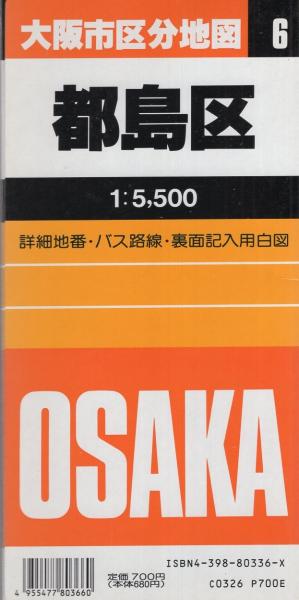 大阪市区分地図 6
都島区
1:5,500
詳細地番・バス路線・裏面記入用白図
OSAKA
ISBN4-398-80336-X
4 955477 803660
定価 700円
(本体680円)
C0326 P700E